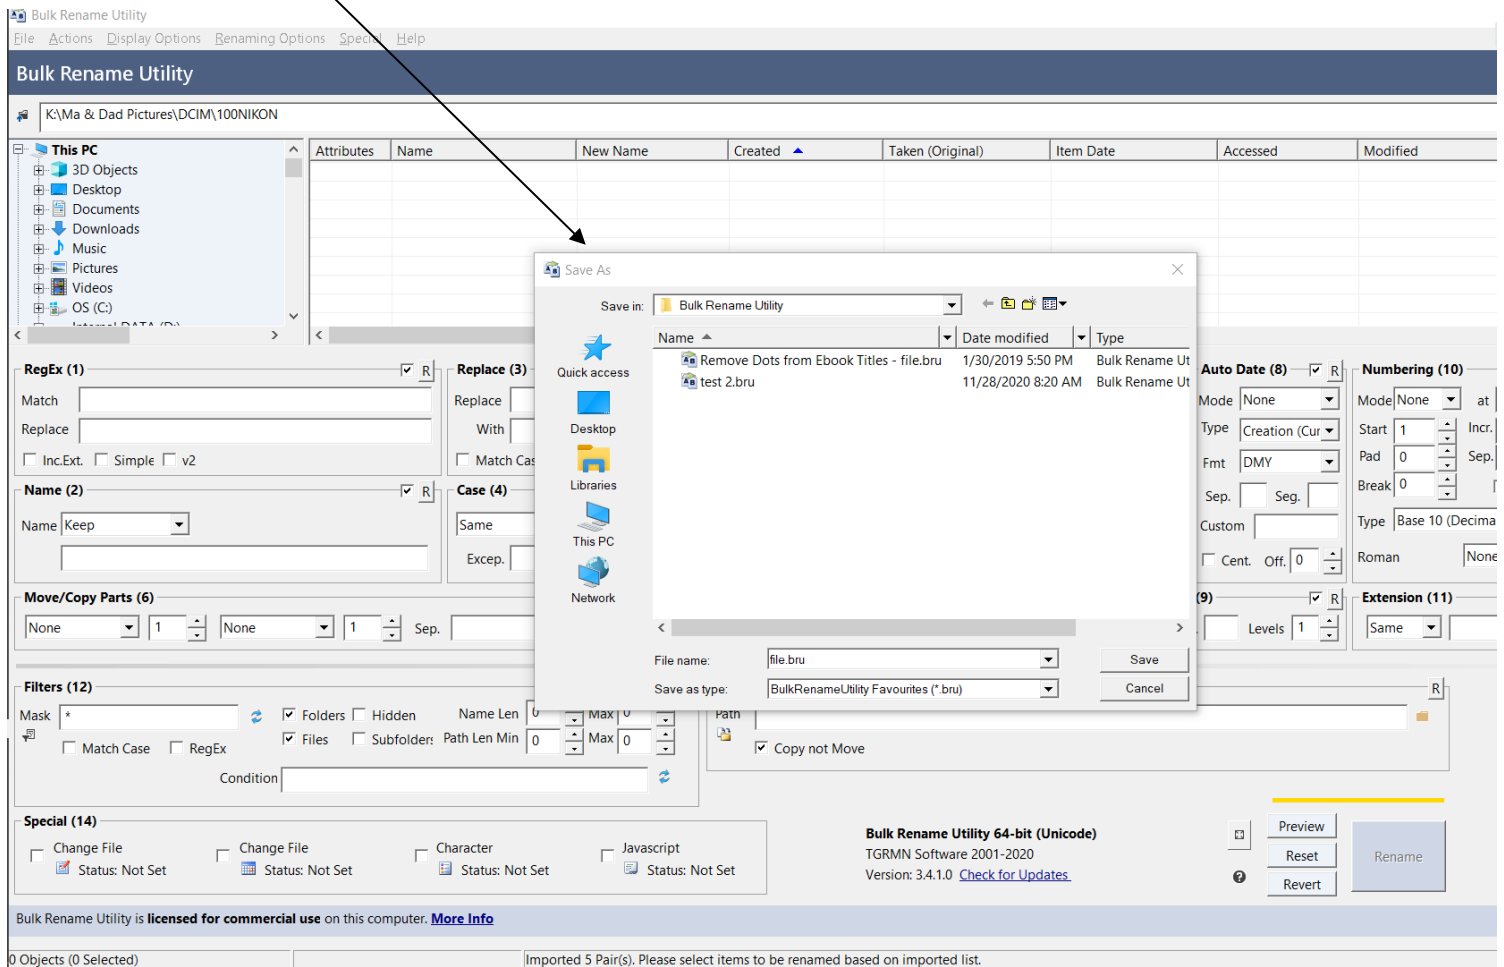 Bulk Rename Utility
File Actions Display Options Renaming Options Special Help
Bulk Rename Utility
K:\Ma & Dad Pictures\DCIM\100NIKON
This PC
3D Objects
Desktop
Documents
Downloads
Music
Pictures
Videos
OS (C:)
Internal DATA (D:)
Attributes Name New Name Created Taken (Original) Item Date Accessed Modified
Save As
Save in: Bulk Rename Utility
Name Date modified Type
Remove Dots from Ebook Titles - file.bru 1/30/2019 5:50 PM Bulk Rename Ut
test 2.bru 11/28/2020 8:20 AM Bulk Rename Ut
Quick access
Desktop
Libraries
This PC
Network
File name: file.bru Save
Save as type: BulkRenameUtility Favourites (*.bru) Cancel
RegEx (1) R
Match
Replace
Inc.Ext. Simple v2
Replace (3)
Replace
With
Match Cas
Name (2) R
Name Keep
Case (4)
Same
Excep.
Move/Copy Parts (6)
None 1 None 1 Sep.
Auto Date (8) R
Mode None
Type Creation (Cur
Fmt DMY
Sep. Seg.
Custom
Cent. Off. 0
Numbering (10)
Mode None at
Start 1 Incr.
Pad 0 Sep.
Break 0
Type Base 10 (Decima
Roman None
(9) R
Levels 1
Extension (11)
Same
Filters (12)
Mask *
Match Case RegEx
Folders Hidden Name Len 0 Max 0
Files Subfolders Path Len Min 0 Max 0
Condition
R
Path
Copy not Move
Special (14)
Change File
Status: Not Set
Change File
Status: Not Set
Character
Status: Not Set
Javascript
Status: Not Set
Bulk Rename Utility 64-bit (Unicode)
TGRMN Software 2001-2020
Version: 3.4.1.0 Check for Updates
Preview
Reset
Revert
Rename
Bulk Rename Utility is licensed for commercial use on this computer. More Info
0 Objects (0 Selected)
Imported 5 Pair(s). Please select items to be renamed based on imported list.